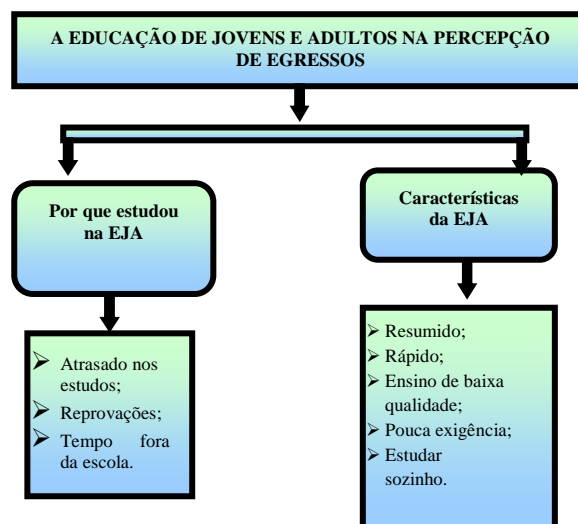 A EDUCAÇÃO DE JOVENS E ADULTOS NA PERCEPÇÃO
DE EGRESSOS
Por que estudou
na EJA
Características
da EJA
➢ Atrasado nos
estudos;
➢ Reprovações;
➢ Tempo fora
da escola.
➢ Resumido;
➢ Rápido;
➢ Ensino de baixa
qualidade;
➢ Pouca exigência;
➢ Estudar
sozinho.